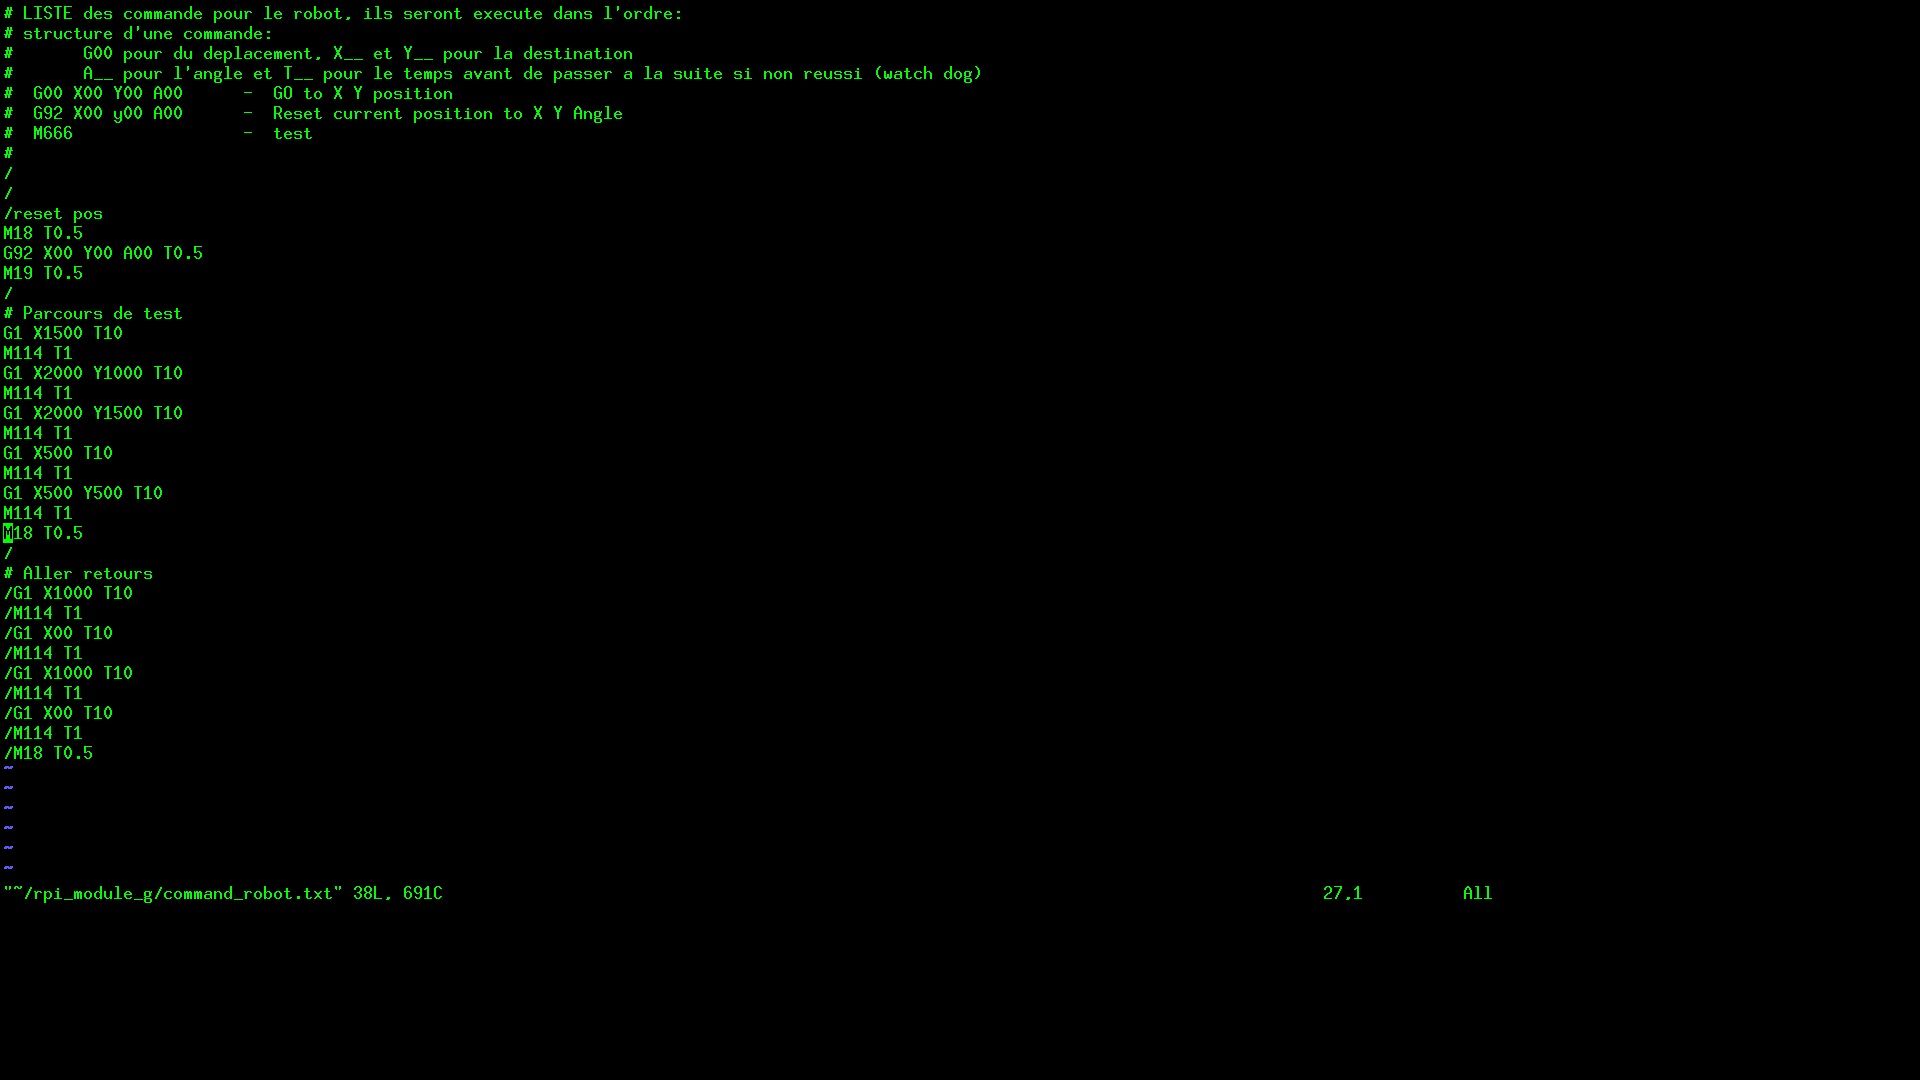 # LISTE des commande pour le robot, ils seront execute dans l'ordre:
# structure d'une commande:
#       G00 pour du deplacement, X__ et Y__ pour la destination
#       A__ pour l'angle et T__ pour le temps avant de passer a la suite si non reussi (watch dog)
#  G00 X00 Y00 A00      -  GO to X Y position
#  G92 X00 y00 A00      -  Reset current position to X Y Angle
#  M666                 -  test
#
/
/
/reset pos
M18 T0.5
G92 X00 Y00 A00 T0.5
M19 T0.5
/
# Parcours de test
G1 X1500 T10
M114 T1
G1 X2000 Y1000 T10
M114 T1
G1 X2000 Y1500 T10
M114 T1
G1 X500 T10
M114 T1
G1 X500 Y500 T10
M114 T1
M18 T0.5
/
# Aller retours
/G1 X1000 T10
/M114 T1
/G1 X00 T10
/M114 T1
/G1 X1000 T10
/M114 T1
/G1 X00 T10
/M114 T1
/M18 T0.5
~
~
~
~
~
~
"~/rpi_module_g/command_robot.txt" 38L, 691C 27,1 All